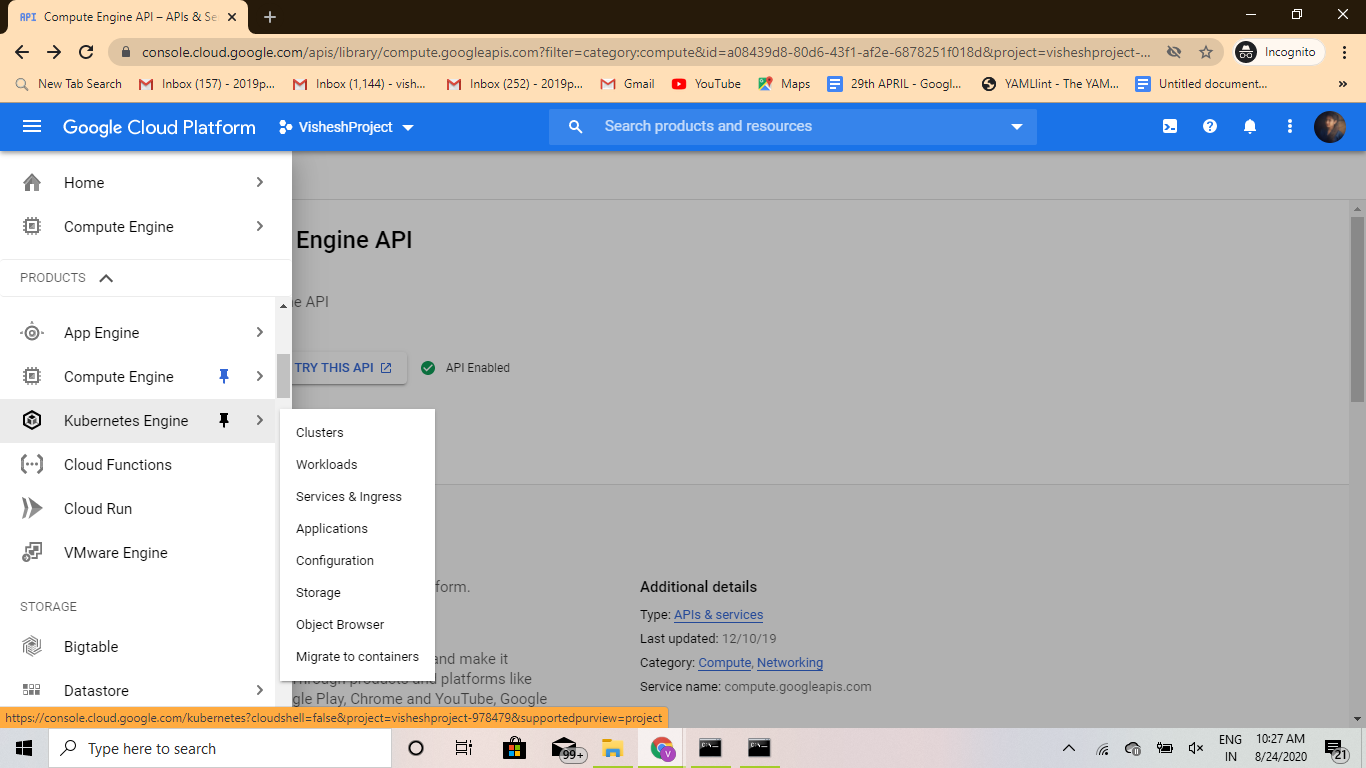 API Compute Engine API – APIs & Se
console.cloud.google.com/apis/library/compute.googleapis.com?filter=category:compute&id=a08439d8-80d6-43f1-af2e-6878251f018d&project=visheshproject-...
Incognito
New Tab Search
Inbox (157) - 2019p...
Inbox (1,144) - vish...
Inbox (252) - 2019p...
Gmail
YouTube
Maps
29th APRIL - Googl...
YAMLlint - The YAM...
Untitled document...
»
Google Cloud Platform
VisheshProject
Search products and resources
Home
Compute Engine
Engine API
PRODUCTS
e API
App Engine
TRY THIS API
API Enabled
Compute Engine
Kubernetes Engine
Clusters
Workloads
Services & Ingress
Applications
Configuration
Storage
Object Browser
Migrate to containers
Cloud Functions
Cloud Run
VMware Engine
STORAGE
Bigtable
Datastore
form.
and make it
hrough products and platforms like
gle Play, Chrome and YouTube, Google
Additional details
Type: APIs & services
Last updated: 12/10/19
Category: Compute, Networking
Service name: compute.googleapis.com
https://console.cloud.google.com/kubernetes?cloudshell=false&project=visheshproject-978479&supportedpurview=project
Type here to search
99+
V
ENG
IN
10:27 AM
8/24/2020
21